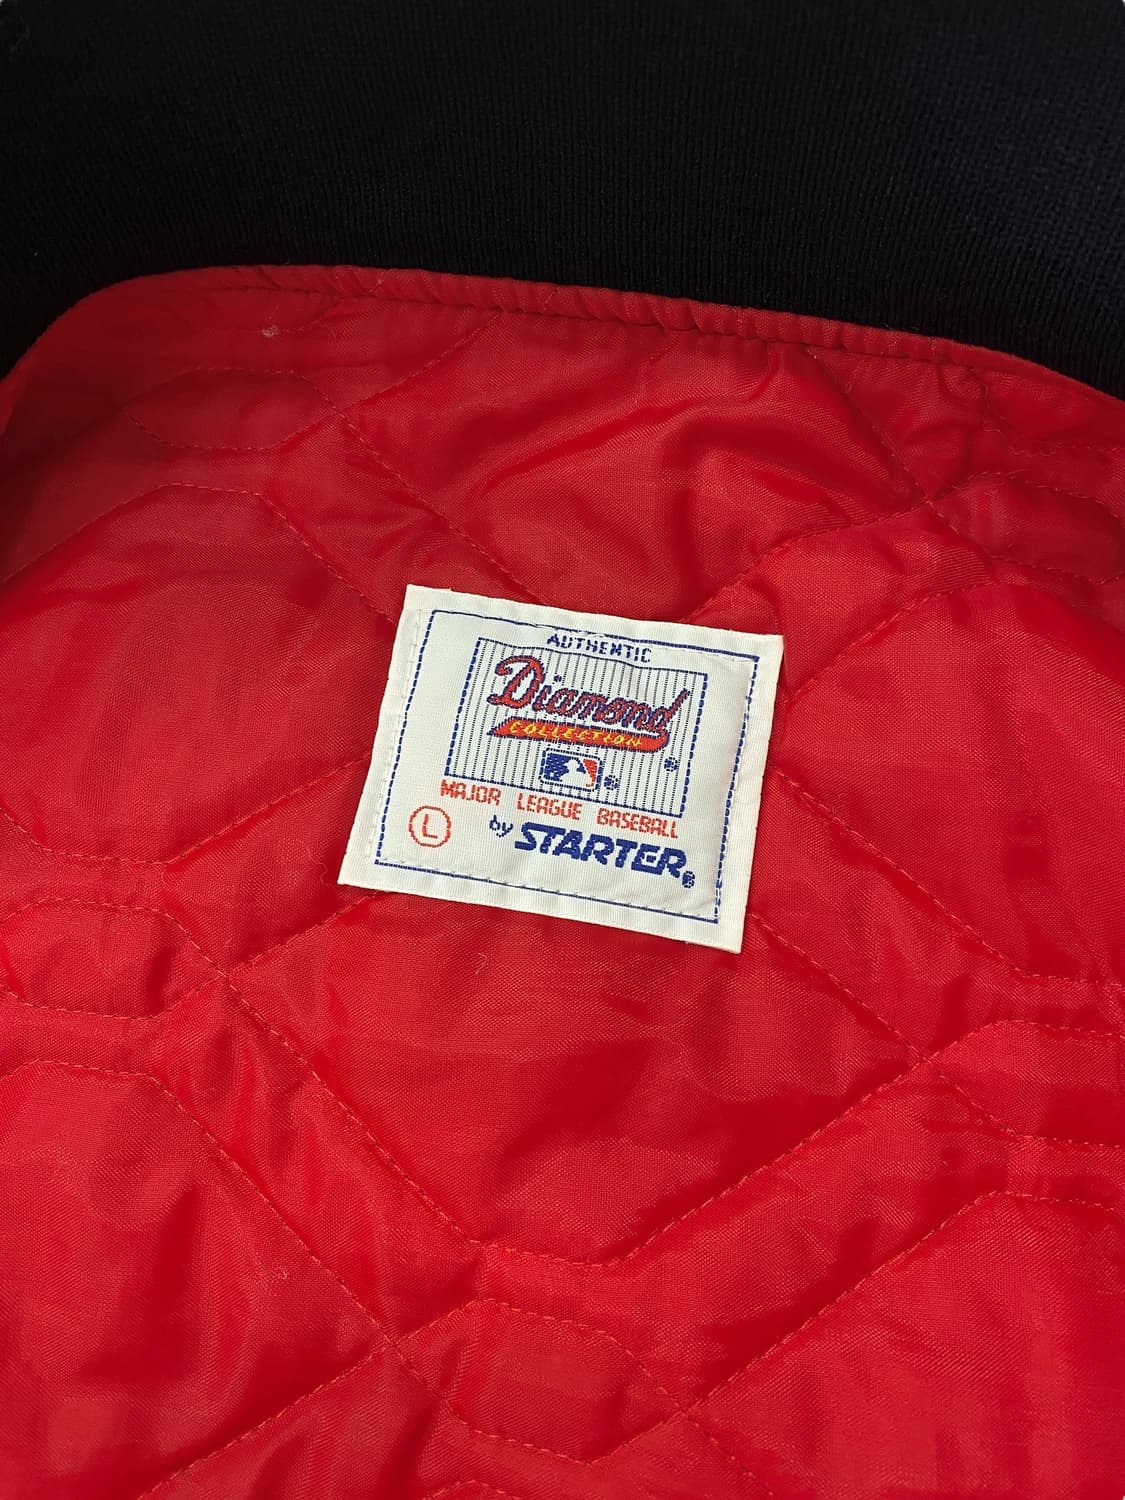 AUTHENTIC
Diamond
COLLECTION
®
®
MAJOR LEAGUE BASEBALL
L
by STARTER®